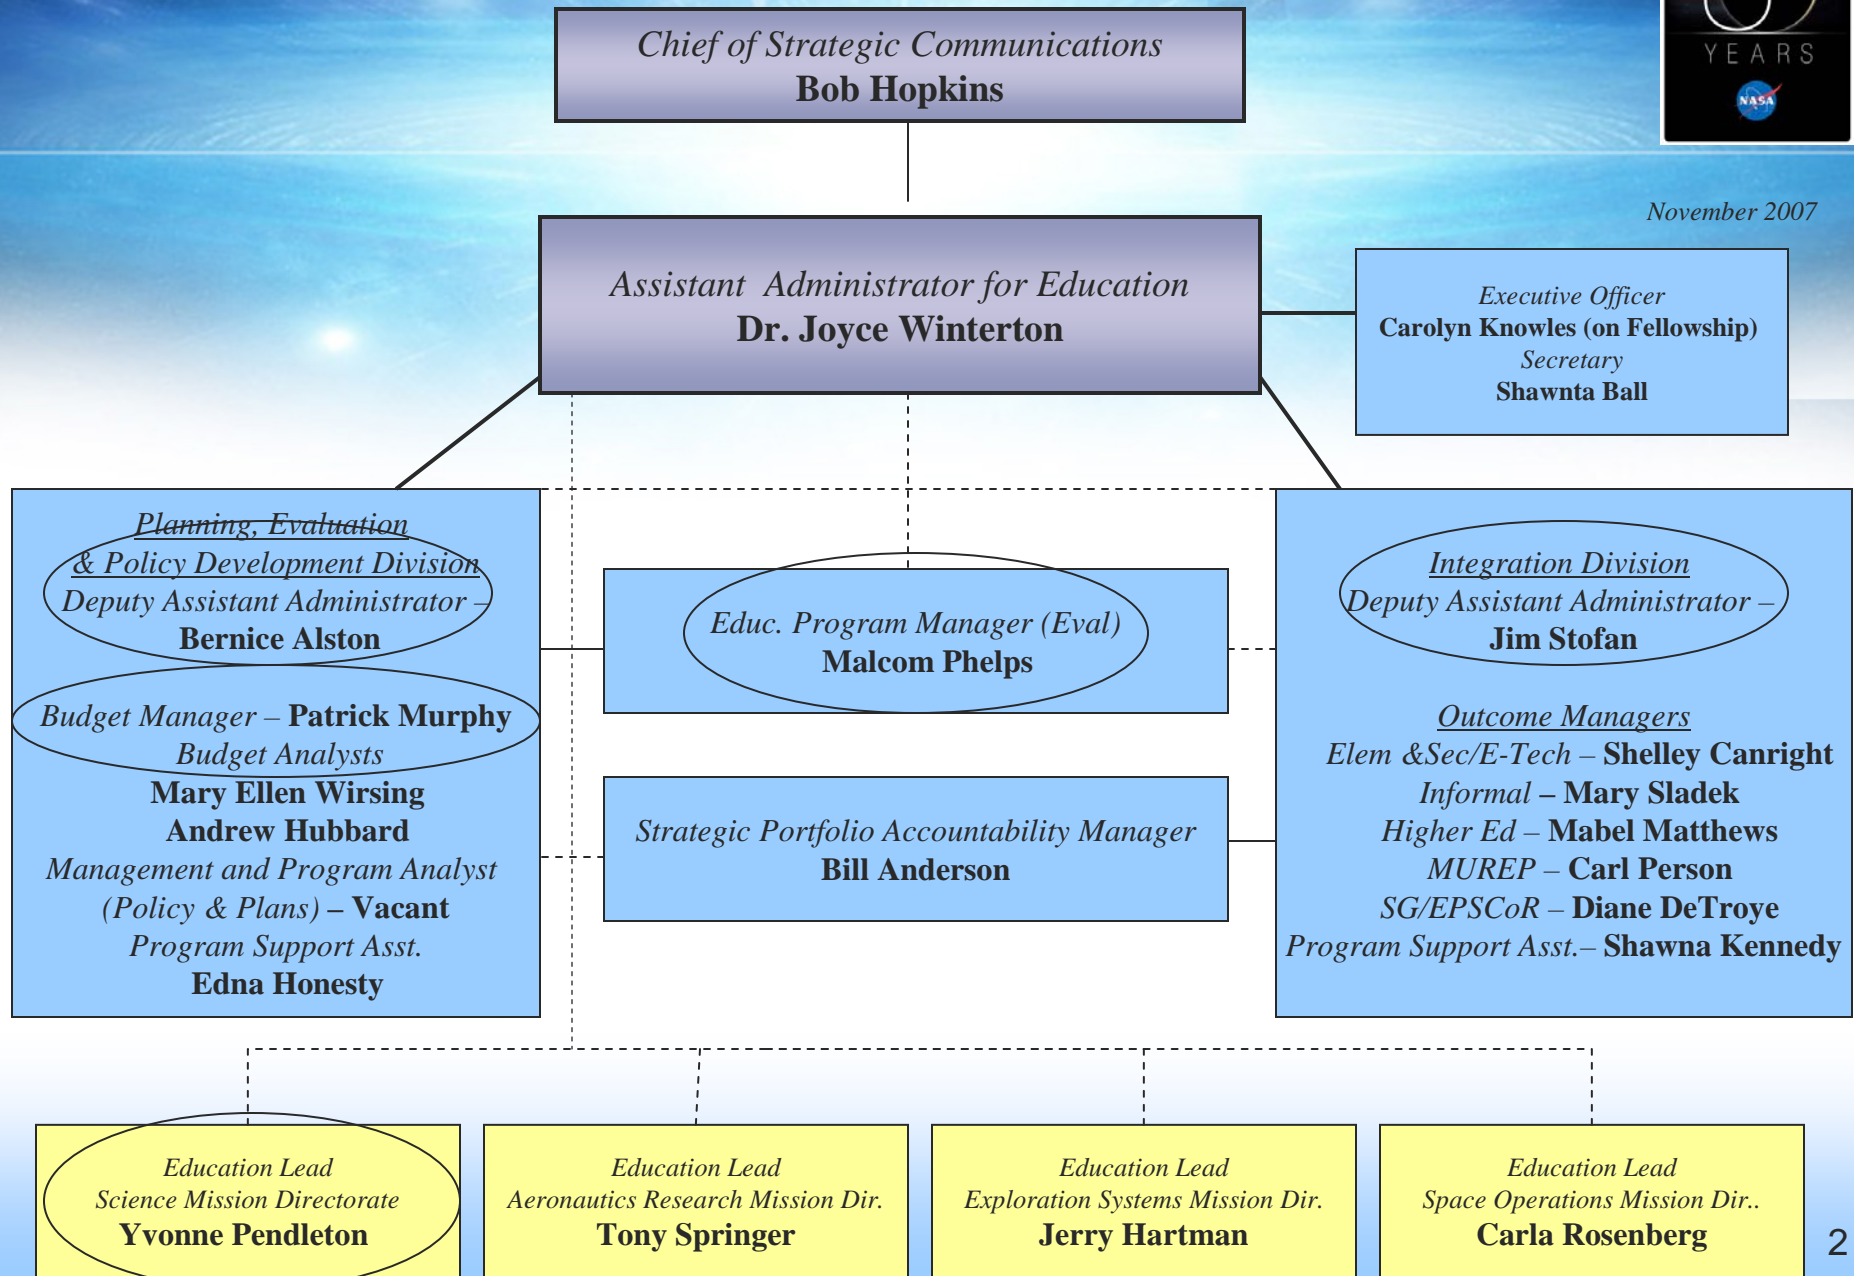 Chief of Strategic Communications
Bob Hopkins
YEARS
NASA
November 2007
Assistant Administrator for Education
Dr. Joyce Winterton
Executive Officer
Carolyn Knowles (on Fellowship)
Secretary
Shawnta Ball
Planning, Evaluation
& Policy Development Division
Deputy Assistant Administrator –
Bernice Alston
Budget Manager – Patrick Murphy
Budget Analysts
Mary Ellen Wirsing
Andrew Hubbard
Management and Program Analyst
(Policy & Plans) – Vacant
Program Support Asst.
Edna Honesty
Educ. Program Manager (Eval)
Malcom Phelps
Strategic Portfolio Accountability Manager
Bill Anderson
Integration Division
Deputy Assistant Administrator –
Jim Stofan
Outcome Managers
Elem &Sec/E-Tech – Shelley Canright
Informal – Mary Sladek
Higher Ed – Mabel Matthews
MUREP – Carl Person
SG/EPSCoR – Diane DeTroye
Program Support Asst.– Shawna Kennedy
Education Lead
Science Mission Directorate
Yvonne Pendleton
Education Lead
Aeronautics Research Mission Dir.
Tony Springer
Education Lead
Exploration Systems Mission Dir.
Jerry Hartman
Education Lead
Space Operations Mission Dir..
Carla Rosenberg
2